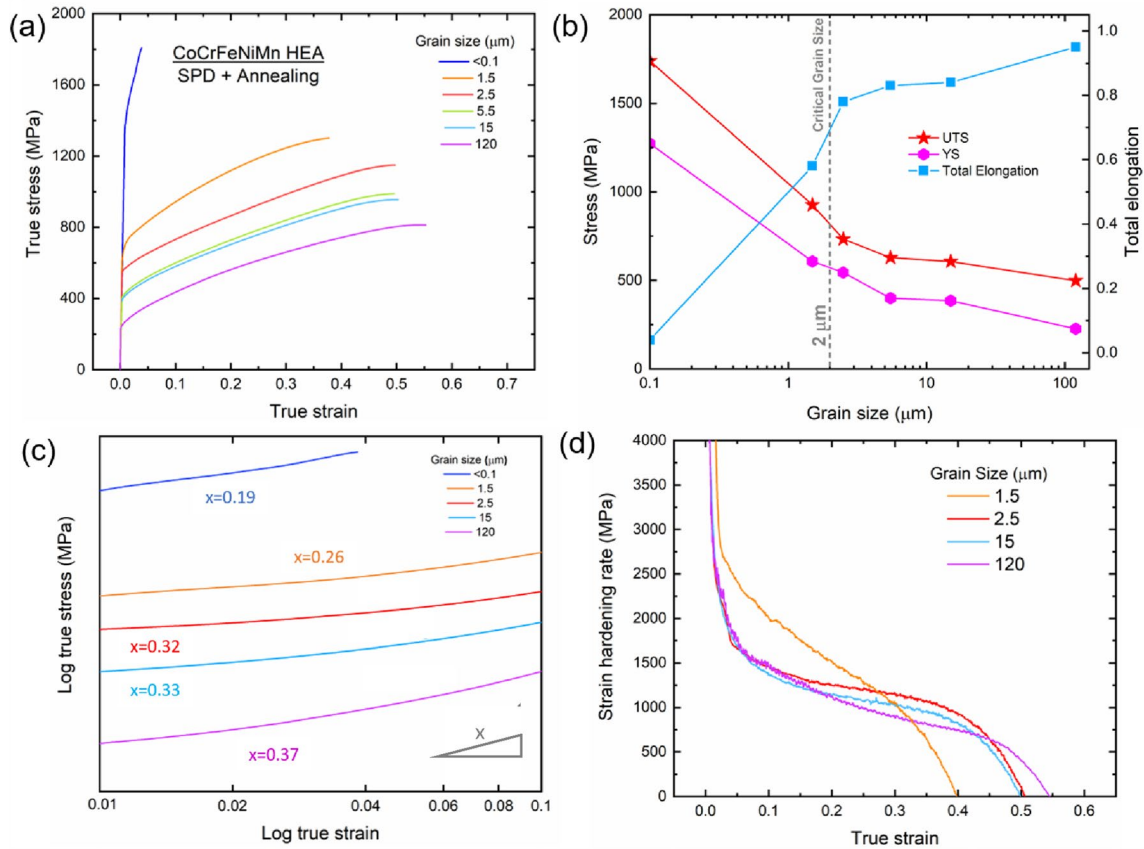 (a)
CoCrFeNiMn HEA
SPD + Annealing
Grain size (μm)
<0.1
1.5
2.5
5.5
15
120
2000
1600
1200
800
400
0
True stress (MPa)
0.0 0.1 0.2 0.3 0.4 0.5 0.6 0.7
True strain
(b)
2000
1500
1000
500
0
Stress (MPa)
Critical Grain Size
2 μm
UTS
YS
Total Elongation
1.0
0.8
0.6
0.4
0.2
0.0
Total elongation
0.1 1 10 100
Grain size (μm)
(c)
Grain size (μm)
<0.1
1.5
2.5
15
120
x=0.19
x=0.26
x=0.32
x=0.33
x=0.37
x
Log true stress (MPa)
0.01 0.02 0.04 0.06 0.08 0.1
Log true strain
(d)
4000
3500
3000
2500
2000
1500
1000
500
0
Strain hardening rate (MPa)
Grain Size (μm)
1.5
2.5
15
120
0.0 0.1 0.2 0.3 0.4 0.5 0.6
True strain